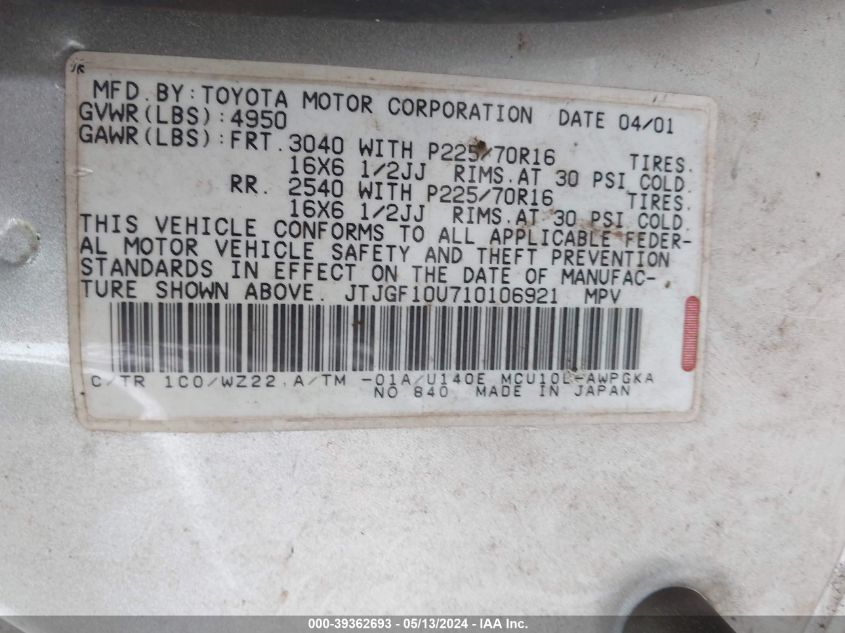 MFD. BY: TOYOTA MOTOR CORPORATION DATE 04/01
GVWR(LBS):4950
GAWR(LBS):FRT. 3040 WITH P225/70R16 TIRES.
16X6 1/2JJ RIMS.AT 30 PSI COLD.
RR. 2540 WITH P225/70R16 TIRES.
16X6 1/2JJ RIMS.AT 30 PSI COLD.
THIS VEHICLE CONFORMS TO ALL APPLICABLE FEDER-
AL MOTOR VEHICLE SAFETY AND THEFT PREVENTION
STANDARDS IN EFFECT ON THE DATE OF MANUFAC-
TURE SHOWN ABOVE. JTJGF10U710106921 MPV
C/TR 1C0/WZ22 A/TM -01A/U140E MCU10L-AWPGKA
NO 840 MADE IN JAPAN
000-39362693 - 05/13/2024 - IAA Inc.